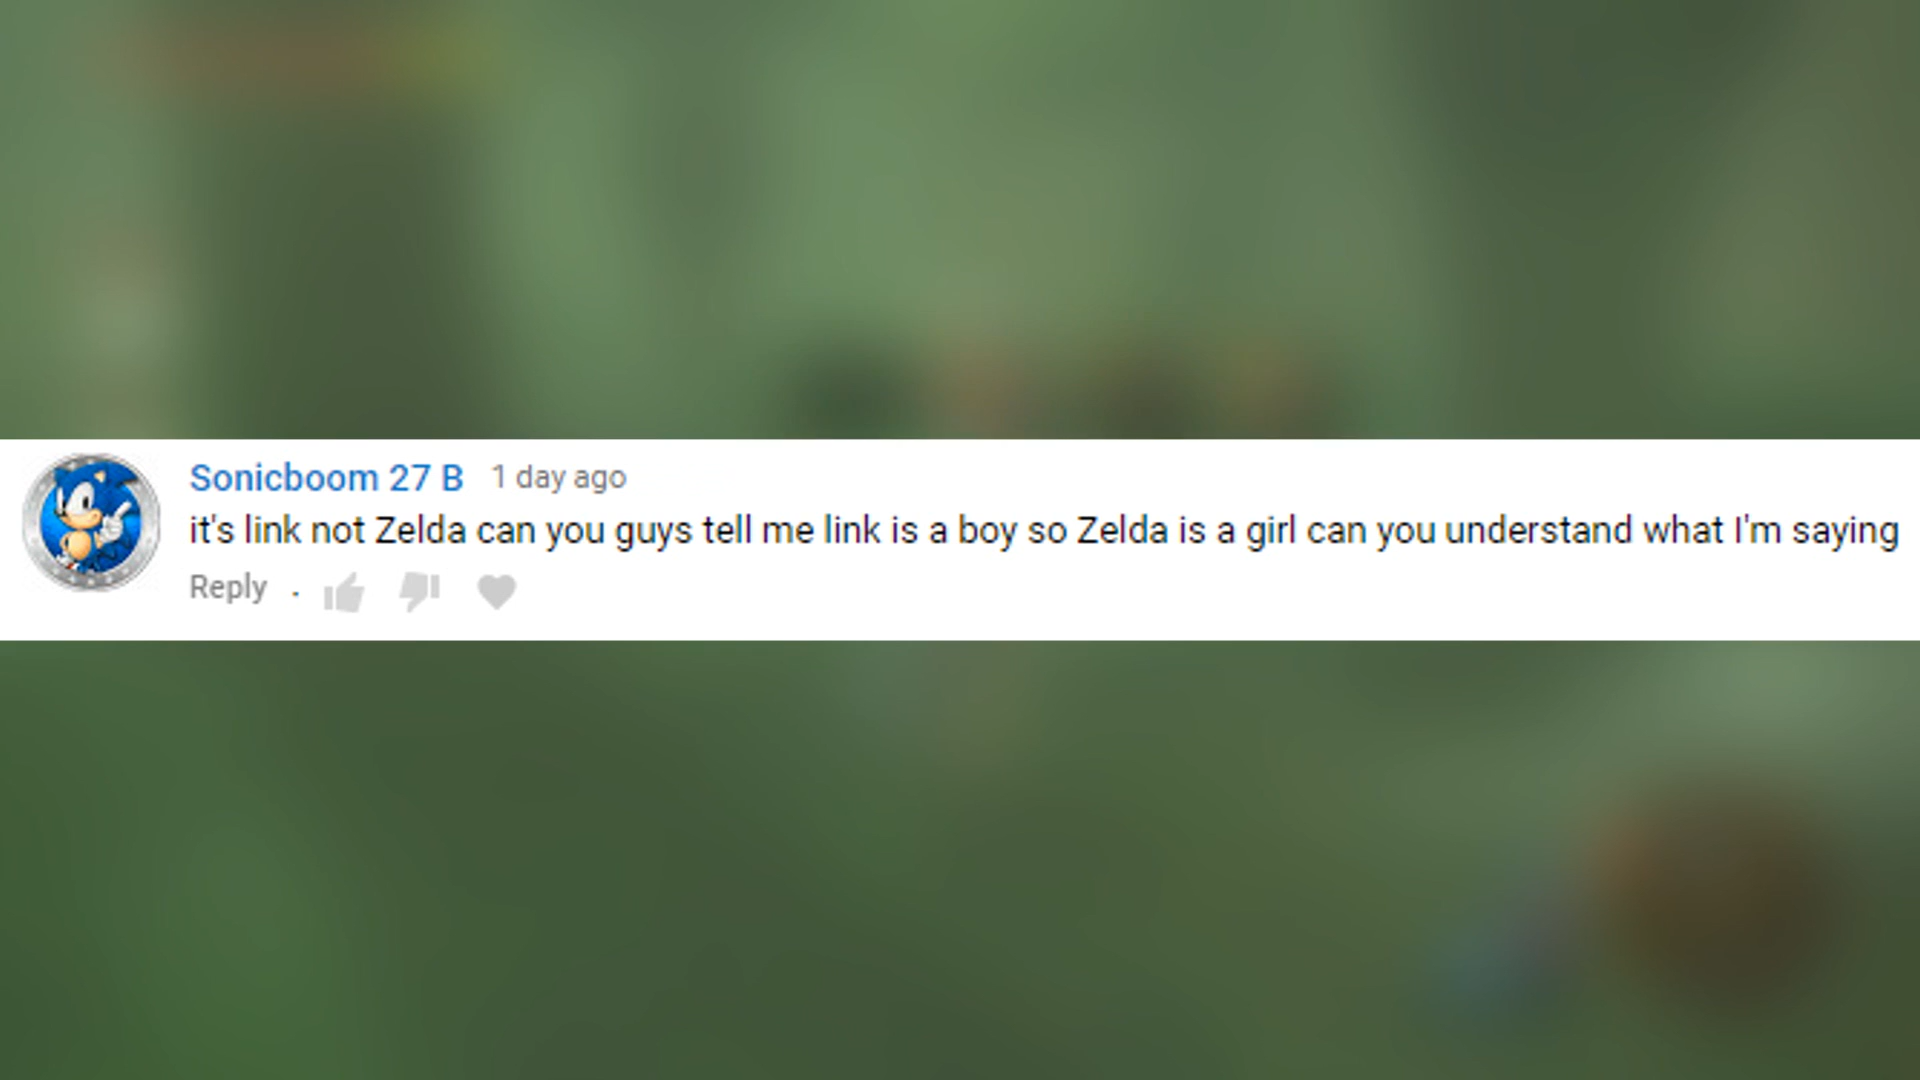 Sonicboom 27 B 1 day ago
it's link not Zelda can you guys tell me link is a boy so Zelda is a girl can you understand what I'm saying
Reply .